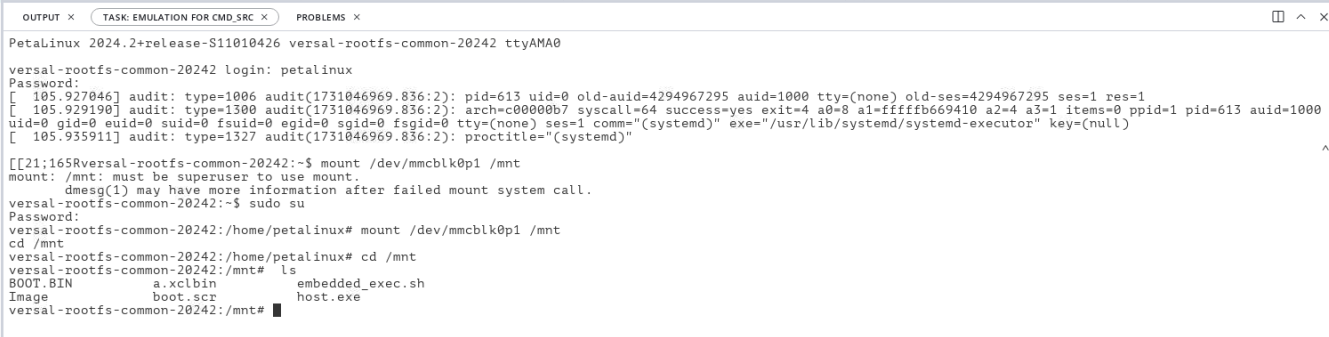 OUTPUT × TASK: EMULATION FOR CMD_SRC × PROBLEMS ×
PetaLinux 2024.2+release-S11010426 versal-rootfs-common-20242 ttyAMA0
versal-rootfs-common-20242 login: petalinux
Password:
[  105.927046] audit: type=1006 audit(1731046969.836:2): pid=613 uid=0 old-auid=4294967295 auid=1000 tty=(none) old-ses=4294967295 ses=1 res=1
[  105.929190] audit: type=1300 audit(1731046969.836:2): arch=c00000b7 syscall=64 success=yes exit=4 a0=8 a1=fffffb669410 a2=4 a3=1 items=0 ppid=1 pid=613 auid=1000
uid=0 gid=0 euid=0 suid=0 fsuid=0 egid=0 sgid=0 fsgid=0 tty=(none) ses=1 comm="(systemd)" exe="/usr/lib/systemd/systemd-executor" key=(null)
[  105.935911] audit: type=1327 audit(1731046969.836:2): proctitle="(systemd)"
[[21;165Rversal-rootfs-common-20242:~$ mount /dev/mmcblk0p1 /mnt
mount: /mnt: must be superuser to use mount.
       dmesg(1) may have more information after failed mount system call.
versal-rootfs-common-20242:~$ sudo su
Password:
versal-rootfs-common-20242:/home/petalinux# mount /dev/mmcblk0p1 /mnt
cd /mnt
versal-rootfs-common-20242:/home/petalinux# cd /mnt
versal-rootfs-common-20242:/mnt#  ls
BOOT.BIN          a.xclbin          embedded_exec.sh
Image             boot.scr          host.exe
versal-rootfs-common-20242:/mnt#